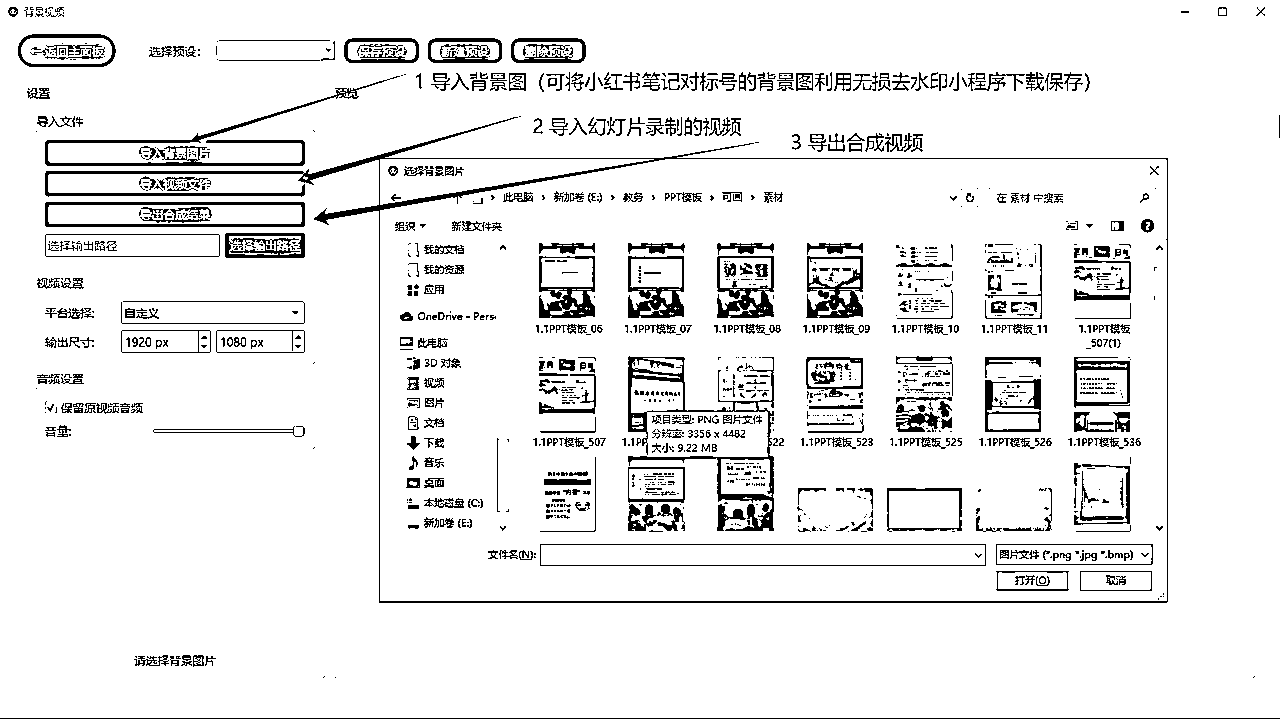 背景视频
返回主面板
选择预设:
保存预设
新建预设
删除预设
1 导入背景图（可将小红书笔记对标号的背景图利用无损去水印小程序下载保存）
设置
预览
导入文件
2 导入幻灯片录制的视频
3 导出合成视频
导入背景图片
导入视频文件
导出合成结果
选择输出路径
选择输出路径
视频设置
平台选择:
自定义
输出尺寸:
1920 px
1080 px
音频设置
保留原视频音频
音量:
请选择背景图片
选择背景图片
此电脑 › 新加卷 (E:) › 教务 › PPT模板 › 可画 › 素材
在 素材 中搜索
组织
新建文件夹
我的文档
我的资源
应用
OneDrive - Pers
此电脑
3D 对象
视频
图片
文档
下载
音乐
桌面
本地磁盘 (C:)
新加卷 (E:)
1.1PPT模板_06
1.1PPT模板_07
1.1PPT模板_08
1.1PPT模板_09
1.1PPT模板_10
1.1PPT模板_11
1.1PPT模板_507(1)
1.1PPT模板_507
1.1PP
522
1.1PPT模板_523
1.1PPT模板_525
1.1PPT模板_526
1.1PPT模板_536
项目类型: PNG 图片文件
分辨率: 3356 x 4482
大小: 9.22 MB
文件名(N):
图片文件 (*.png *.jpg *.bmp)
打开(O)
取消